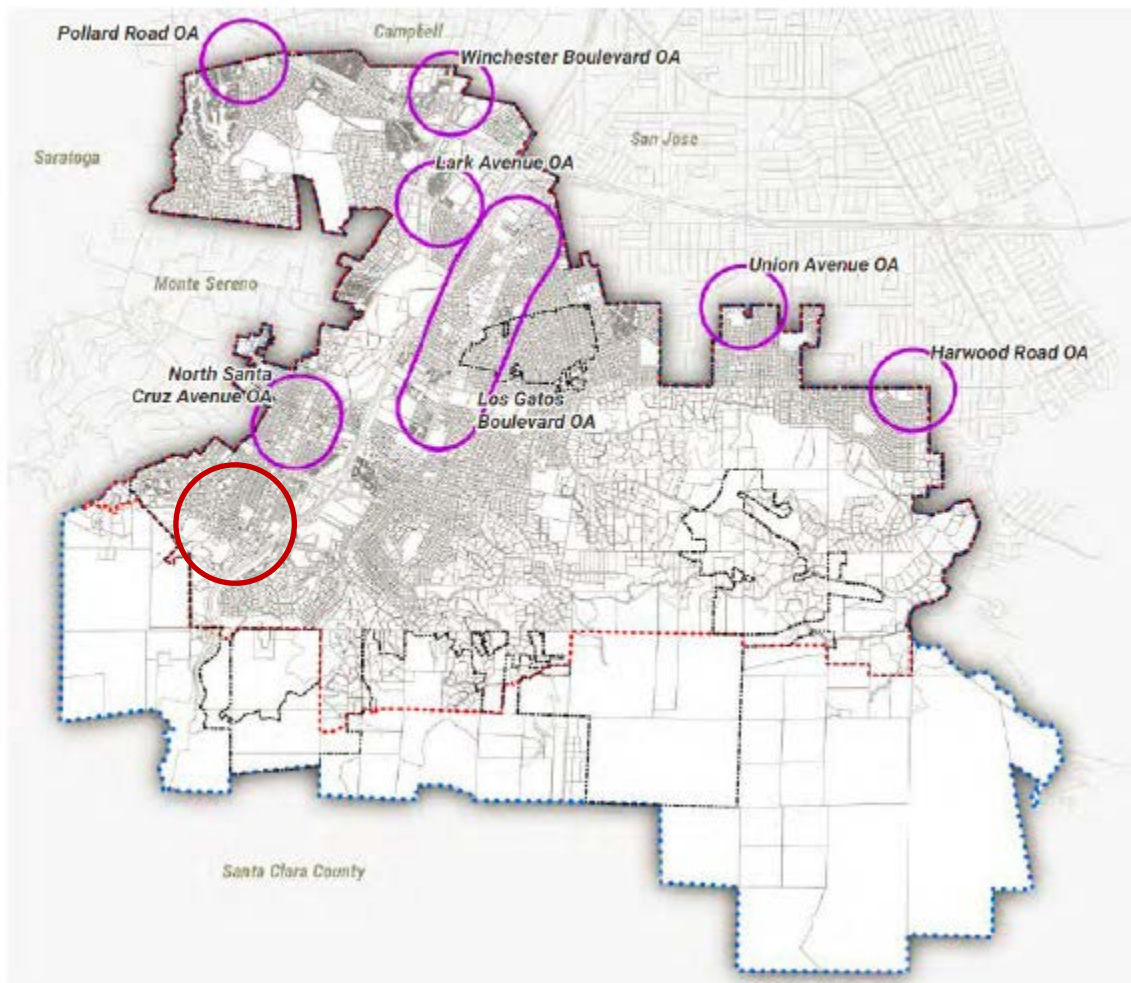 Pollard Road OA
Campbell
Winchester Boulevard OA
San Jose
Saratoga
Lark Avenue OA
Monte Sereno
Union Avenue OA
Harwood Road OA
North Santa
Cruz Avenue OA
Los Gatos
Boulevard OA
Santa Clara County